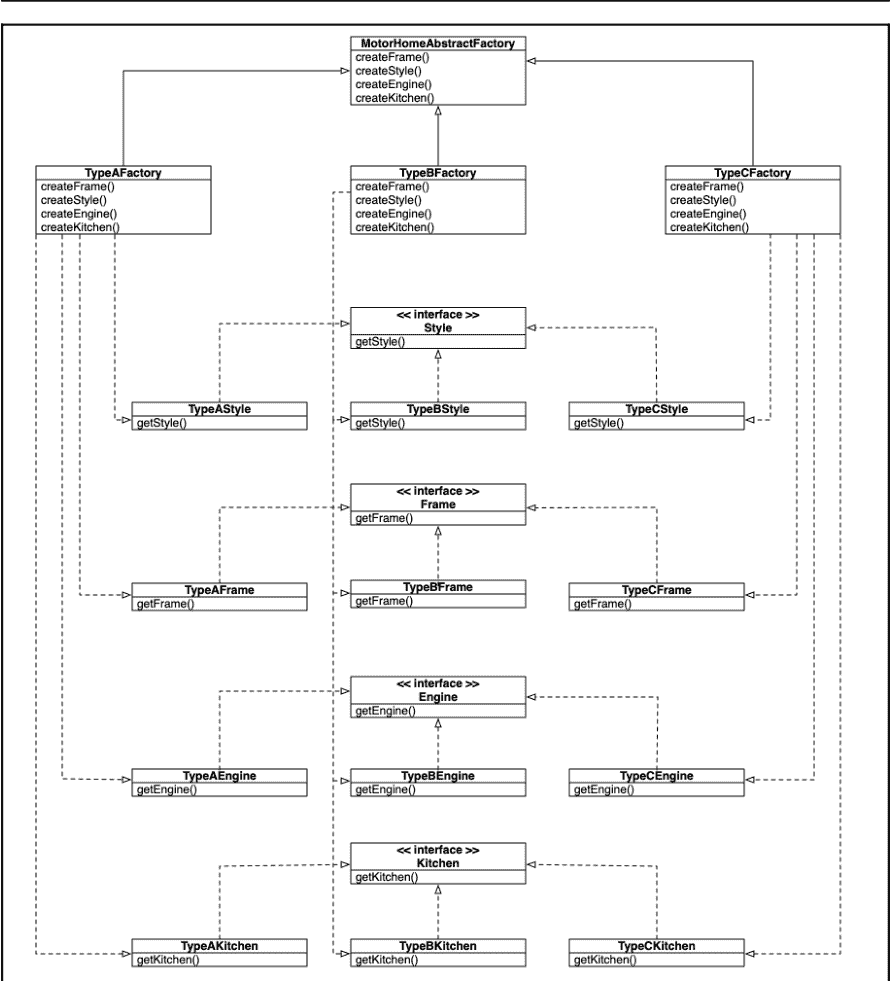 MotorHomeAbstractFactory
createFrame()
createStyle()
createEngine()
createKitchen()
TypeAFactory
createFrame()
createStyle()
createEngine()
createKitchen()
TypeBFactory
createFrame()
createStyle()
createEngine()
createKitchen()
TypeCFactory
createFrame()
createStyle()
createEngine()
createKitchen()
<< interface >>
Style
getStyle()
TypeAStyle
getStyle()
TypeBStyle
getStyle()
TypeCStyle
getStyle()
<< interface >>
Frame
getFrame()
TypeAFrame
getFrame()
TypeBFrame
getFrame()
TypeCFrame
getFrame()
<< interface >>
Engine
getEngine()
TypeAEngine
getEngine()
TypeBEngine
getEngine()
TypeCEngine
getEngine()
<< interface >>
Kitchen
getKitchen()
TypeAKitchen
getKitchen()
TypeBKitchen
getKitchen()
TypeCKitchen
getKitchen()